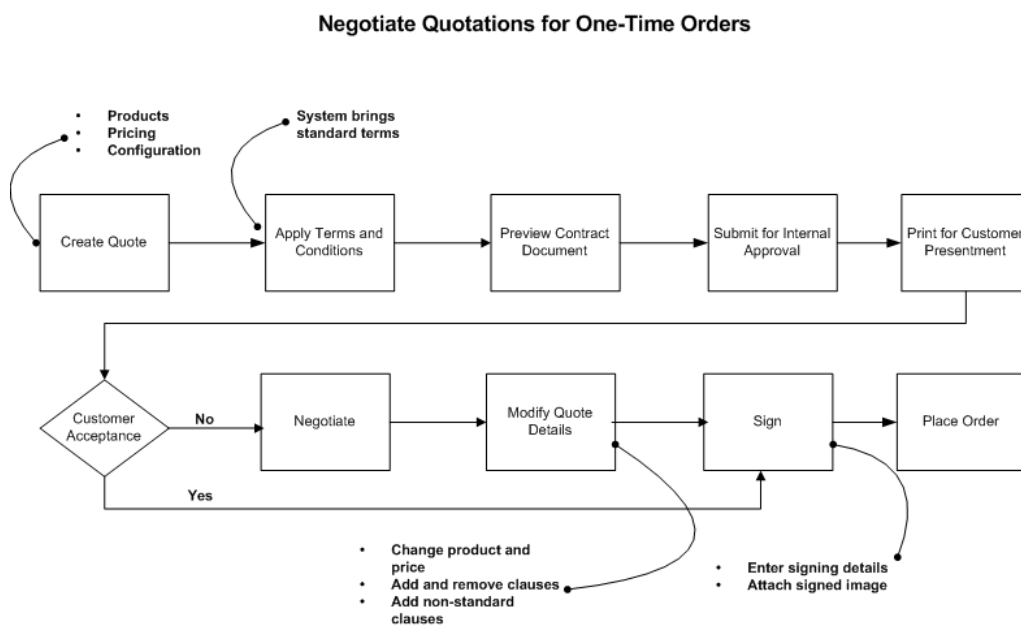 Negotiate Quotations for One-Time Orders
• Products
• Pricing
• Configuration
System brings
standard terms
Create Quote
Apply Terms and
Conditions
Preview Contract
Document
Submit for Internal
Approval
Print for Customer
Presentment
Customer
Acceptance
No
Negotiate
Modify Quote
Details
Sign
Place Order
Yes
• Change product and
price
• Add and remove clauses
• Add non-standard
clauses
• Enter signing details
• Attach signed image